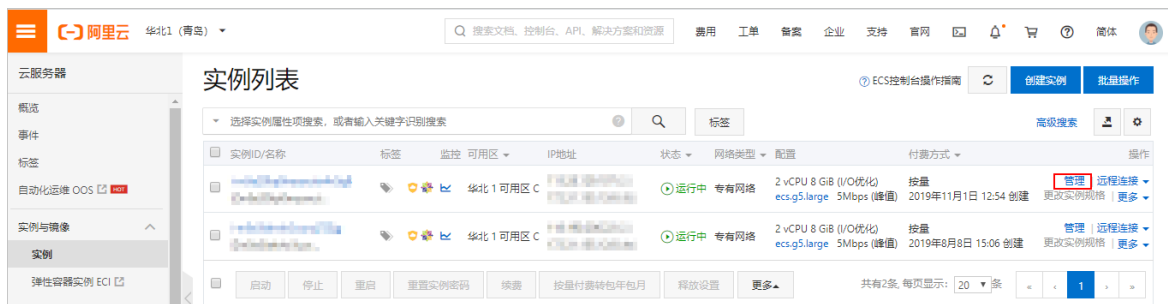 (-) 阿里云 华北1（青岛） 搜索文档、控制台、API、解决方案和资源 费用 工单 备案 企业 支持 官网 简体
云服务器
概览
事件
标签
自动化运维 OOS HOT
实例与镜像
实例
弹性容器实例 ECI
实例列表 ECS控制台操作指南 创建实例 批量操作
选择实例属性项搜索，或者输入关键字识别搜索 标签 高级搜索
实例ID/名称 标签 监控 可用区 IP地址 状态 网络类型 配置 付费方式 操作
华北 1 可用区 C 运行中 专有网络 2 vCPU 8 GiB (I/O优化) 按量 管理 | 远程连接
ecs.g5.large 5Mbps (峰值) 2019年11月1日 12:54 创建 更改实例规格 | 更多
华北 1 可用区 C 运行中 专有网络 2 vCPU 8 GiB (I/O优化) 按量 管理 | 远程连接
ecs.g5.large 5Mbps (峰值) 2019年8月8日 15:06 创建 更改实例规格 | 更多
启动 停止 重启 重置实例密码 续费 按量付费转包年包月 释放设置 更多 共有2条, 每页显示: 20 条 « ‹ 1 › »